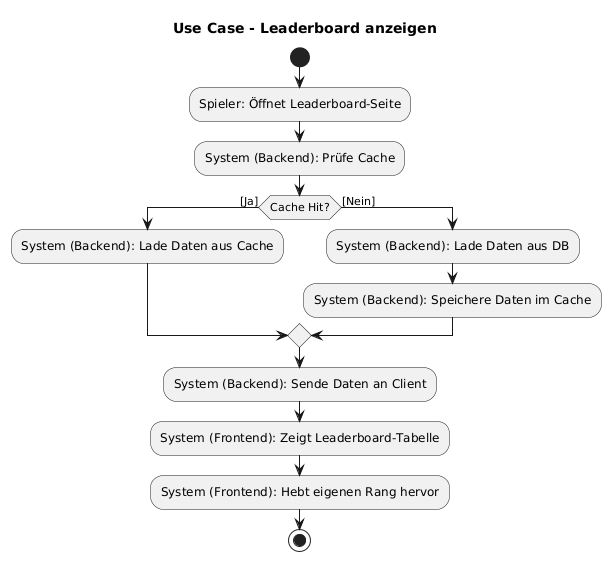 Use Case - Leaderboard anzeigen
Spieler: Öffnet Leaderboard-Seite
System (Backend): Prüfe Cache
[Ja]
Cache Hit?
[Nein]
System (Backend): Lade Daten aus Cache
System (Backend): Lade Daten aus DB
System (Backend): Speichere Daten im Cache
System (Backend): Sende Daten an Client
System (Frontend): Zeigt Leaderboard-Tabelle
System (Frontend): Hebt eigenen Rang hervor